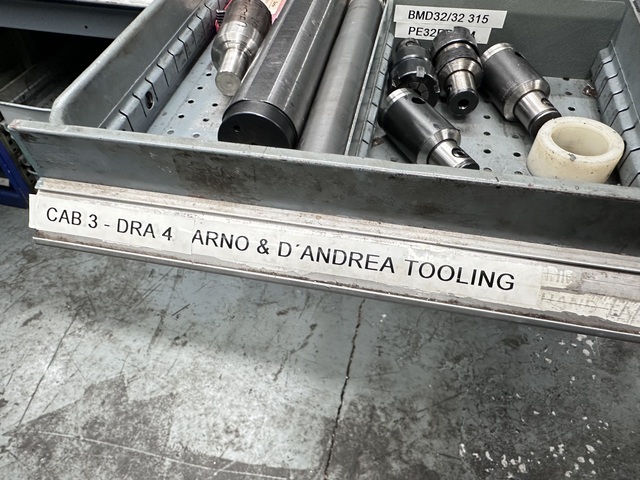 BMD32/32 315
CAB 3 - DRA 4 ARNO & D´ANDREA TOOLING